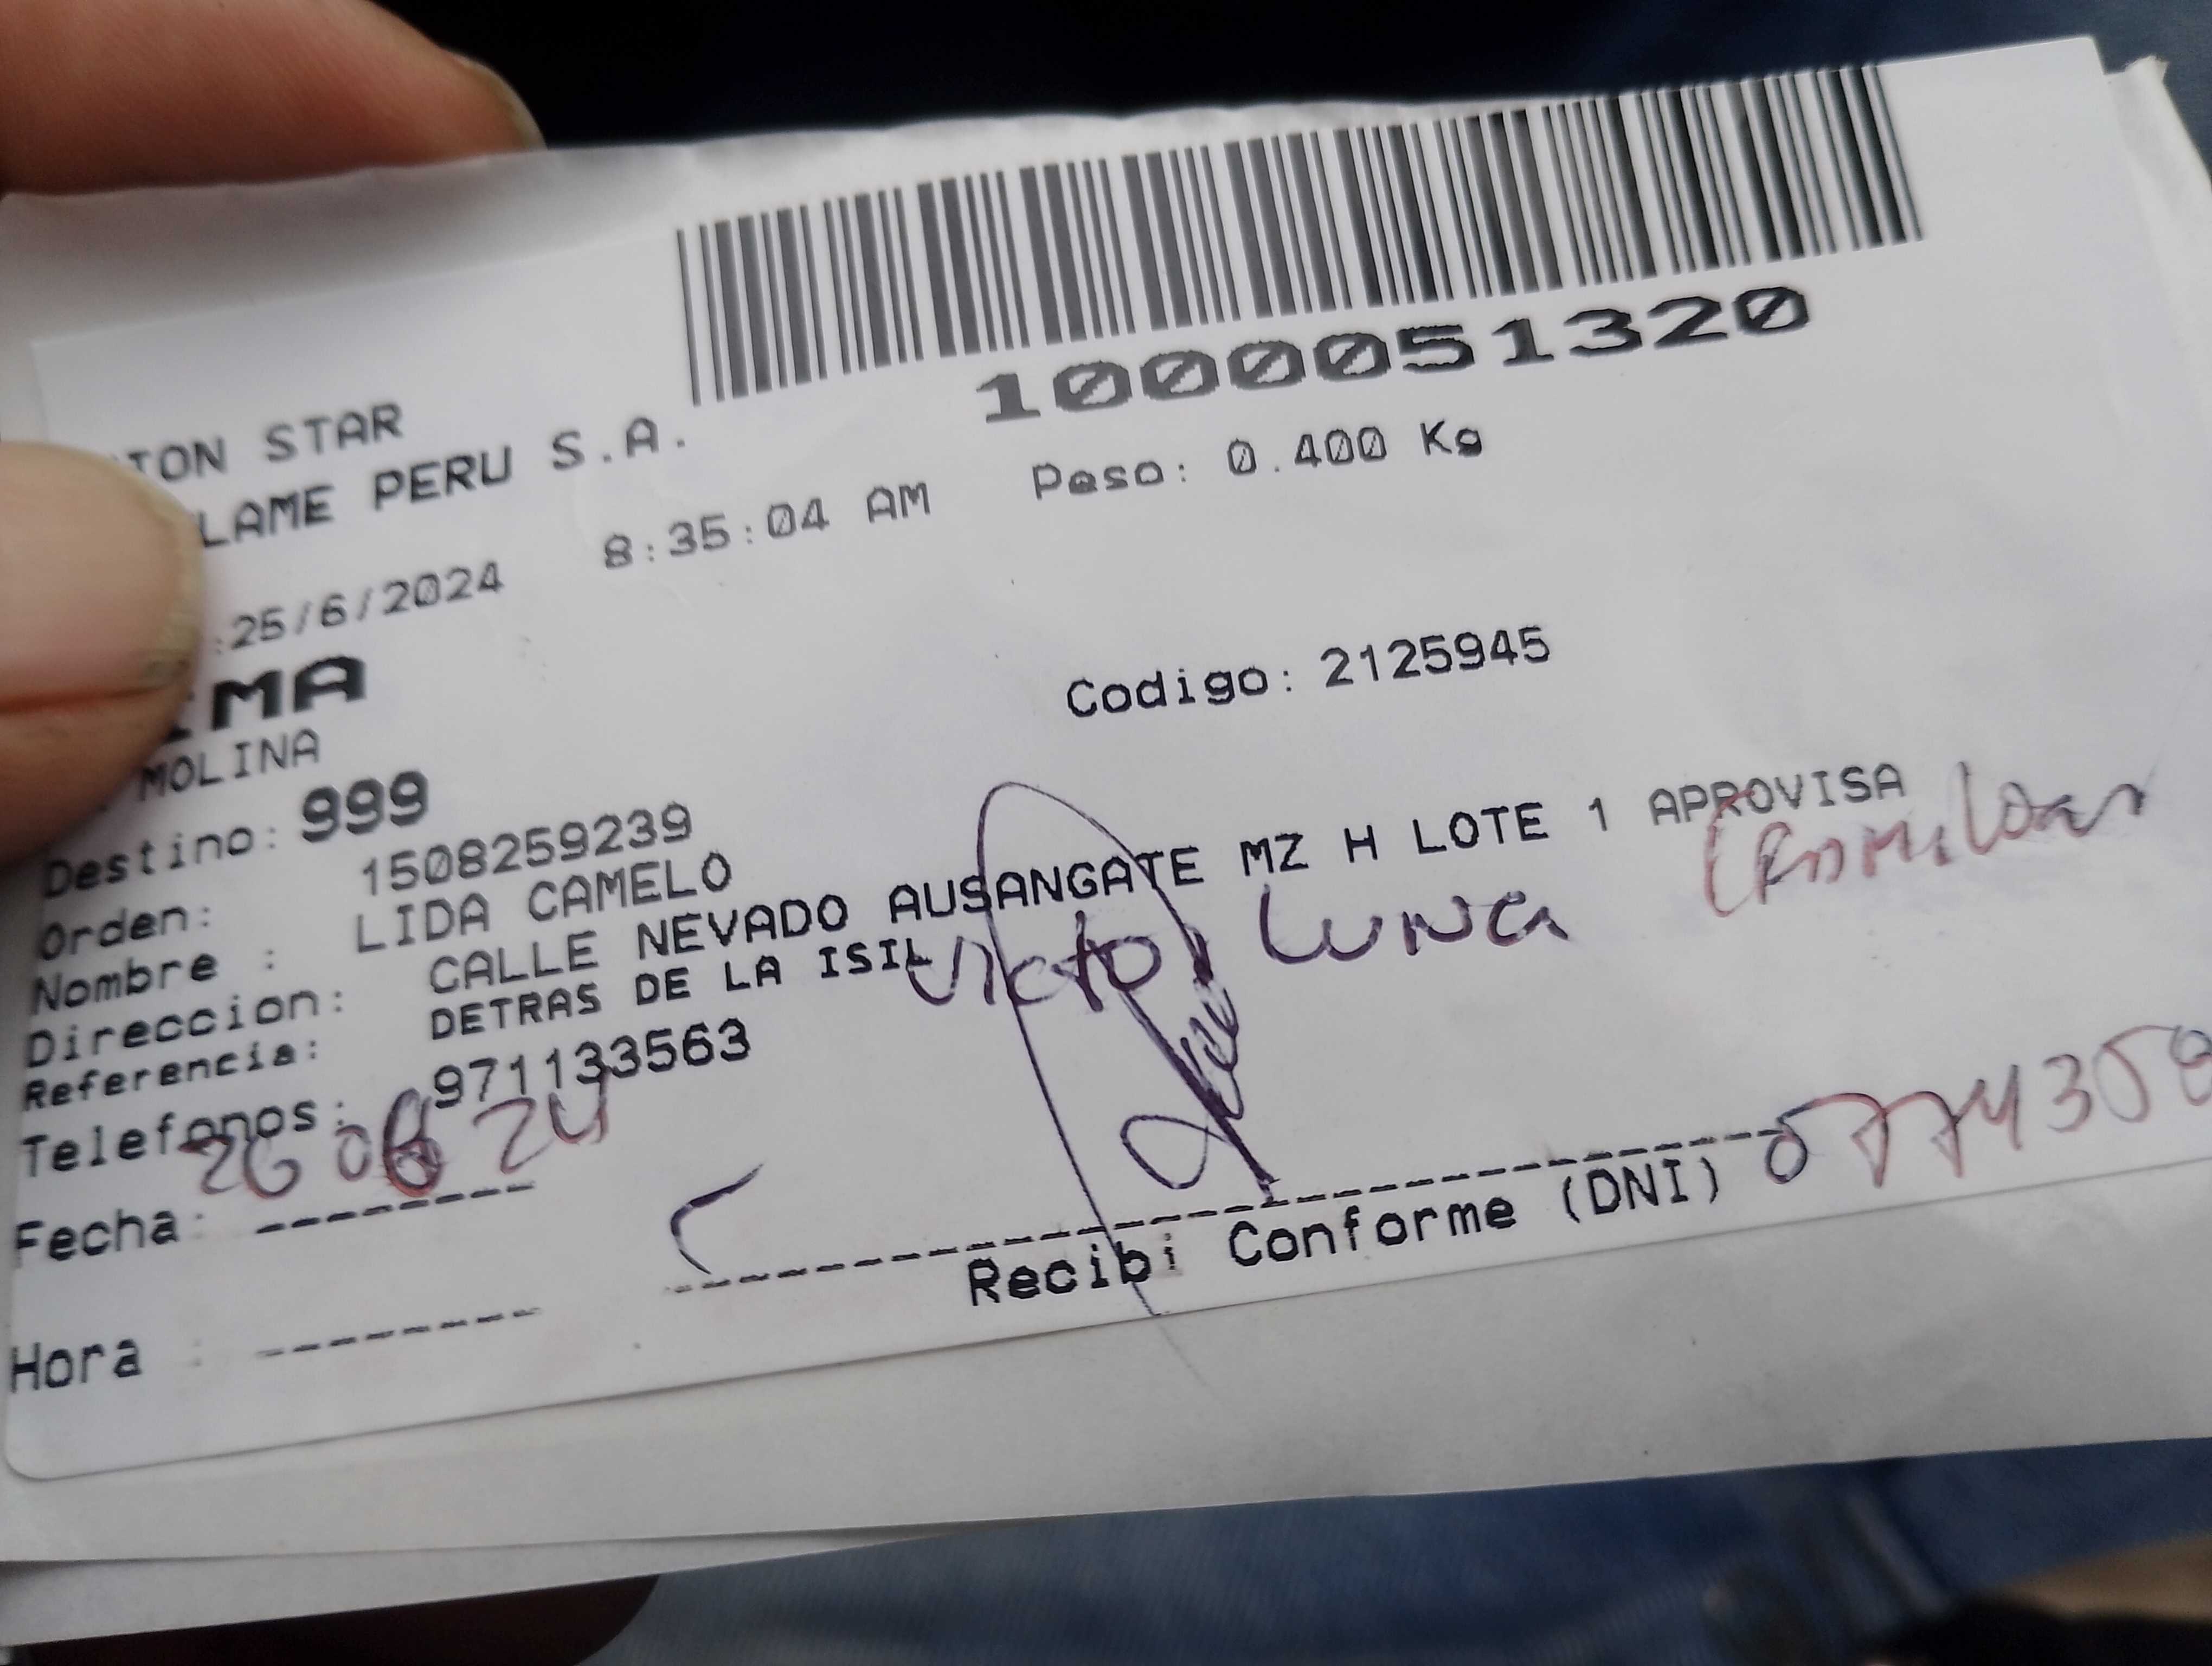 1000051320
TON STAR
LAME PERU S.A.
:25/6/2024 8:35:04 AM Peso: 0.400 Kg
IMA
MOLINA Codigo: 2125945
Destino: 999
Orden: 1508259239
Nombre : LIDA CAMELO
Direccion: CALLE NEVADO AUSANGATE MZ H LOTE 1 APROVISA
Referencia: DETRAS DE LA ISIL
Victor Luna
Telefonos: 971133563
Fecha: 26 06 24
Recibi Conforme (DNI)
Hora :